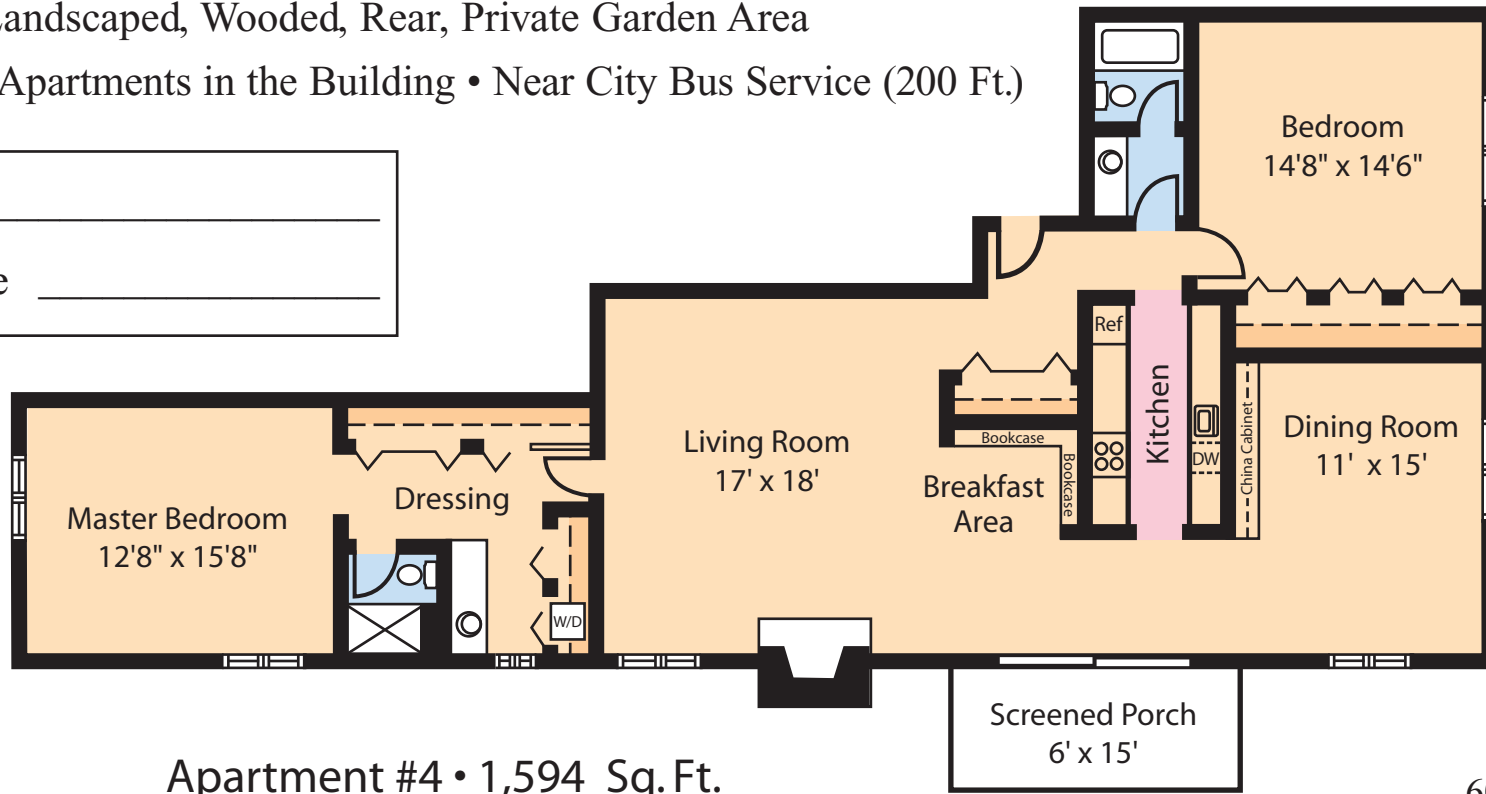 Landscaped, Wooded, Rear, Private Garden Area
Apartments in the Building • Near City Bus Service (200 Ft.)
Bedroom
14'8" x 14'6"
Ref
Kitchen
DW
China Cabinet
Dining Room
11' x 15'
Living Room
17' x 18'
Bookcase
Bookcase
Breakfast
Area
Dressing
Master Bedroom
12'8" x 15'8"
W/D
Screened Porch
6' x 15'
Apartment #4 • 1,594 Sq. Ft.